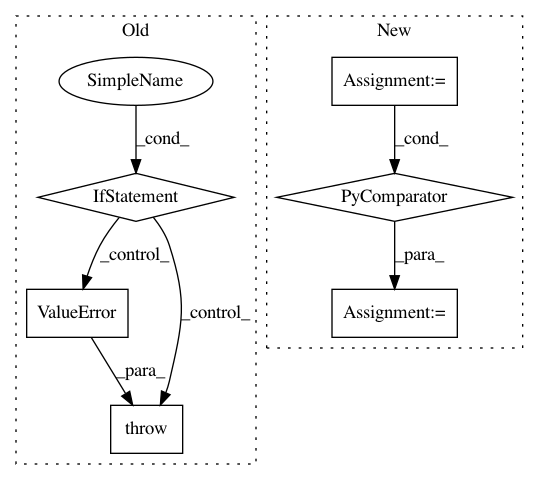 Old
SimpleName
_cond_
IfStatement
_control_
_control_
ValueError
_para_
throw
New
Assignment:=
_cond_
PyComparator
_para_
Assignment:=